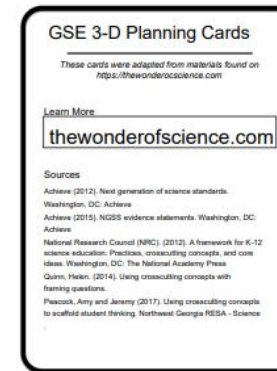 GSE 3-D Planning Cards
These cards were adapted from materials found on
https://thewonderocscience.com
Learn More
thewonderofscience.com
Sources
Achieve (2012). Next generation of science standards.
Washington, DC: Achieve
Achieve (2015). NGSS evidence statements. Washington, DC:
Achieve
National Research Council (NRC). (2012). A framework for K-12
science education: Practices, crosscutting concepts, and core
ideas. Washington, DC: The National Academy Press
Quinn, Helen. (2014). Using crosscutting concepts with
framing questions.
Peacock, Amy and Jeremy (2017). Using crosscutting concepts
to scaffold student thinking. Northwest Georgia RESA - Science
.